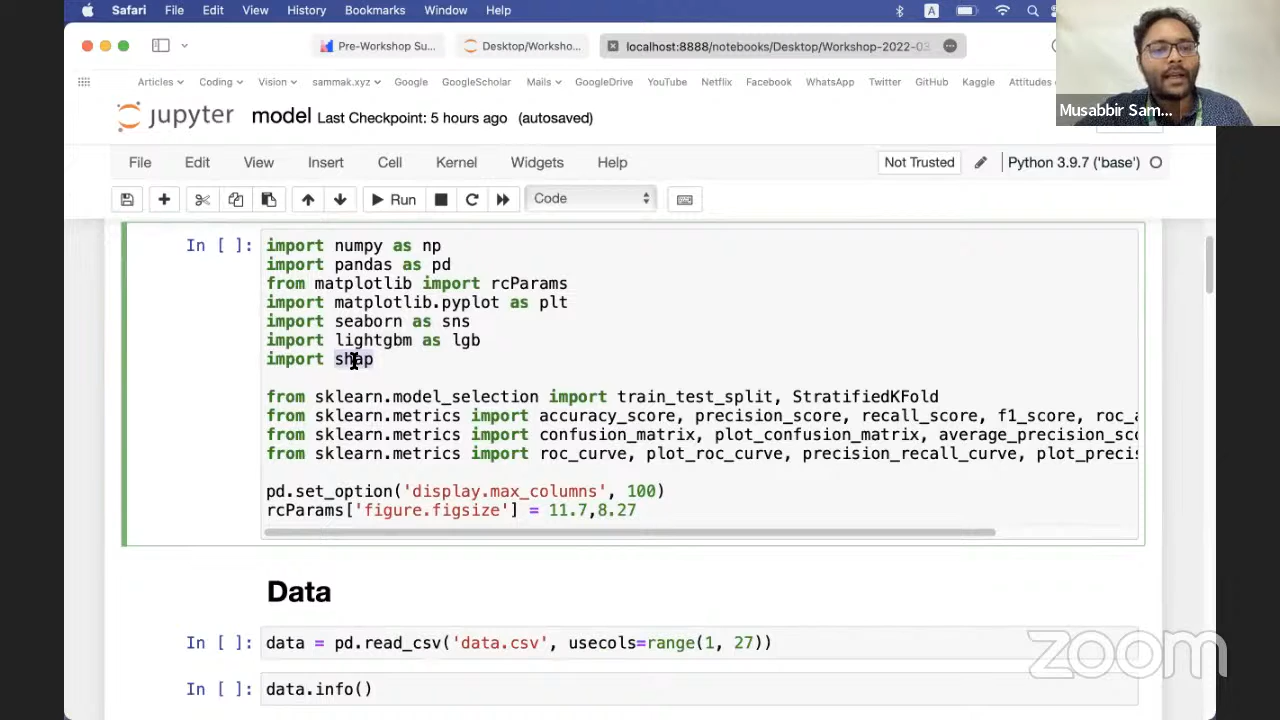 Safari File Edit View History Bookmarks Window Help A
Pre-Workshop Su... Desktop/Worksho... localhost:8888/notebooks/Desktop/Workshop-2022-03
Articles Coding Vision sammak.xyz Google GoogleScholar Mails GoogleDrive YouTube Netflix Facebook WhatsApp Twitter GitHub Kaggle Attitudes
Musabbir Sam...
jupyter model Last Checkpoint: 5 hours ago (autosaved)
File Edit View Insert Cell Kernel Widgets Help Not Trusted Python 3.9.7 ('base')
Run Code
In [ ]: import numpy as np
import pandas as pd
from matplotlib import rcParams
import matplotlib.pyplot as plt
import seaborn as sns
import lightgbm as lgb
import shap
from sklearn.model_selection import train_test_split, StratifiedKFold
from sklearn.metrics import accuracy_score, precision_score, recall_score, f1_score, roc_a
from sklearn.metrics import confusion_matrix, plot_confusion_matrix, average_precision_sco
from sklearn.metrics import roc_curve, plot_roc_curve, precision_recall_curve, plot_precis
pd.set_option('display.max_columns', 100)
rcParams['figure.figsize'] = 11.7,8.27
Data
In [ ]: data = pd.read_csv('data.csv', usecols=range(1, 27))
In [ ]: data.info()
zoom